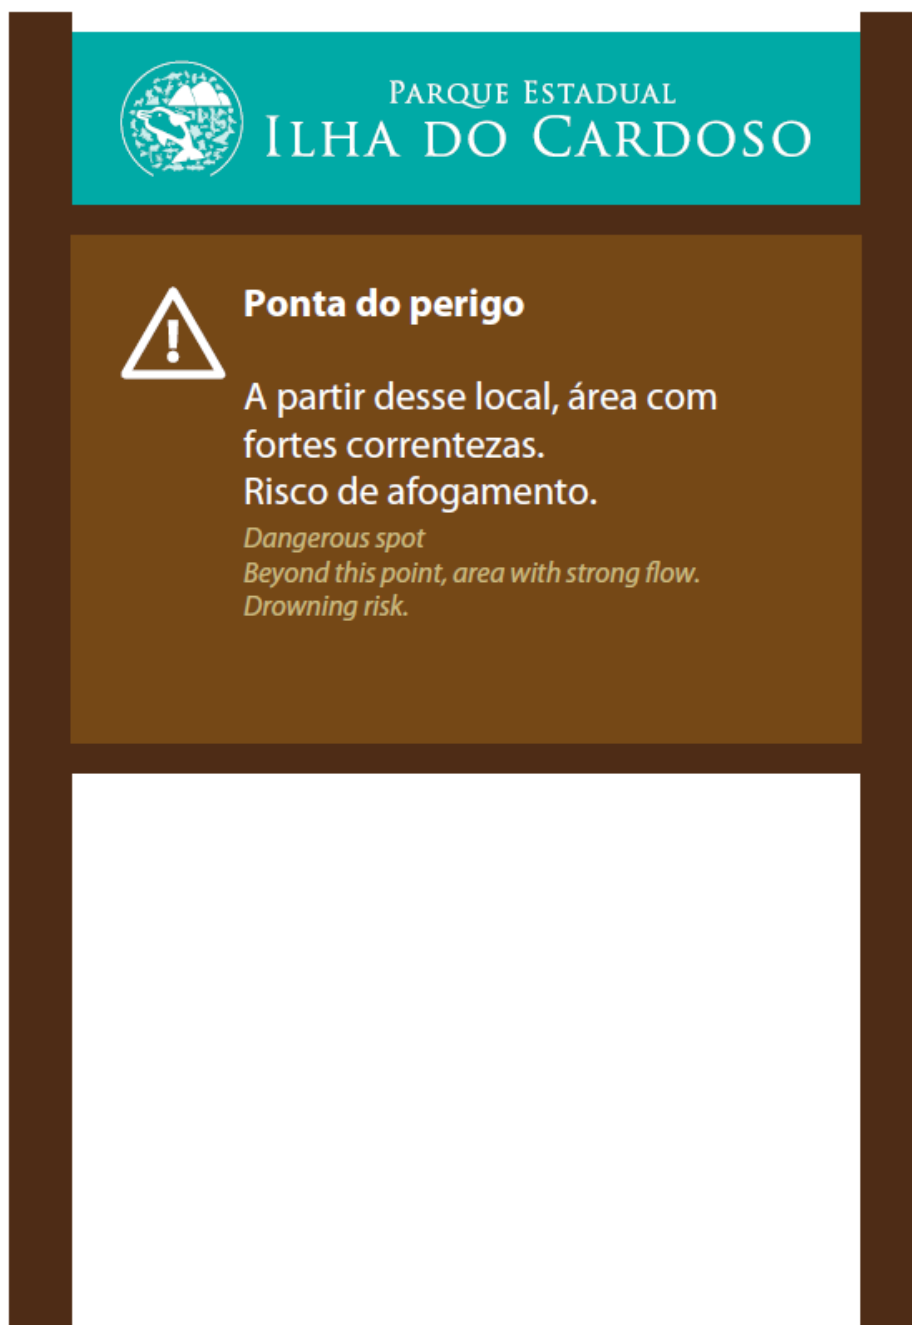 PARQUE ESTADUAL
ILHA DO CARDOSO
Ponta do perigo
A partir desse local, área com
fortes correntezas.
Risco de afogamento.
Dangerous spot
Beyond this point, area with strong flow.
Drowning risk.